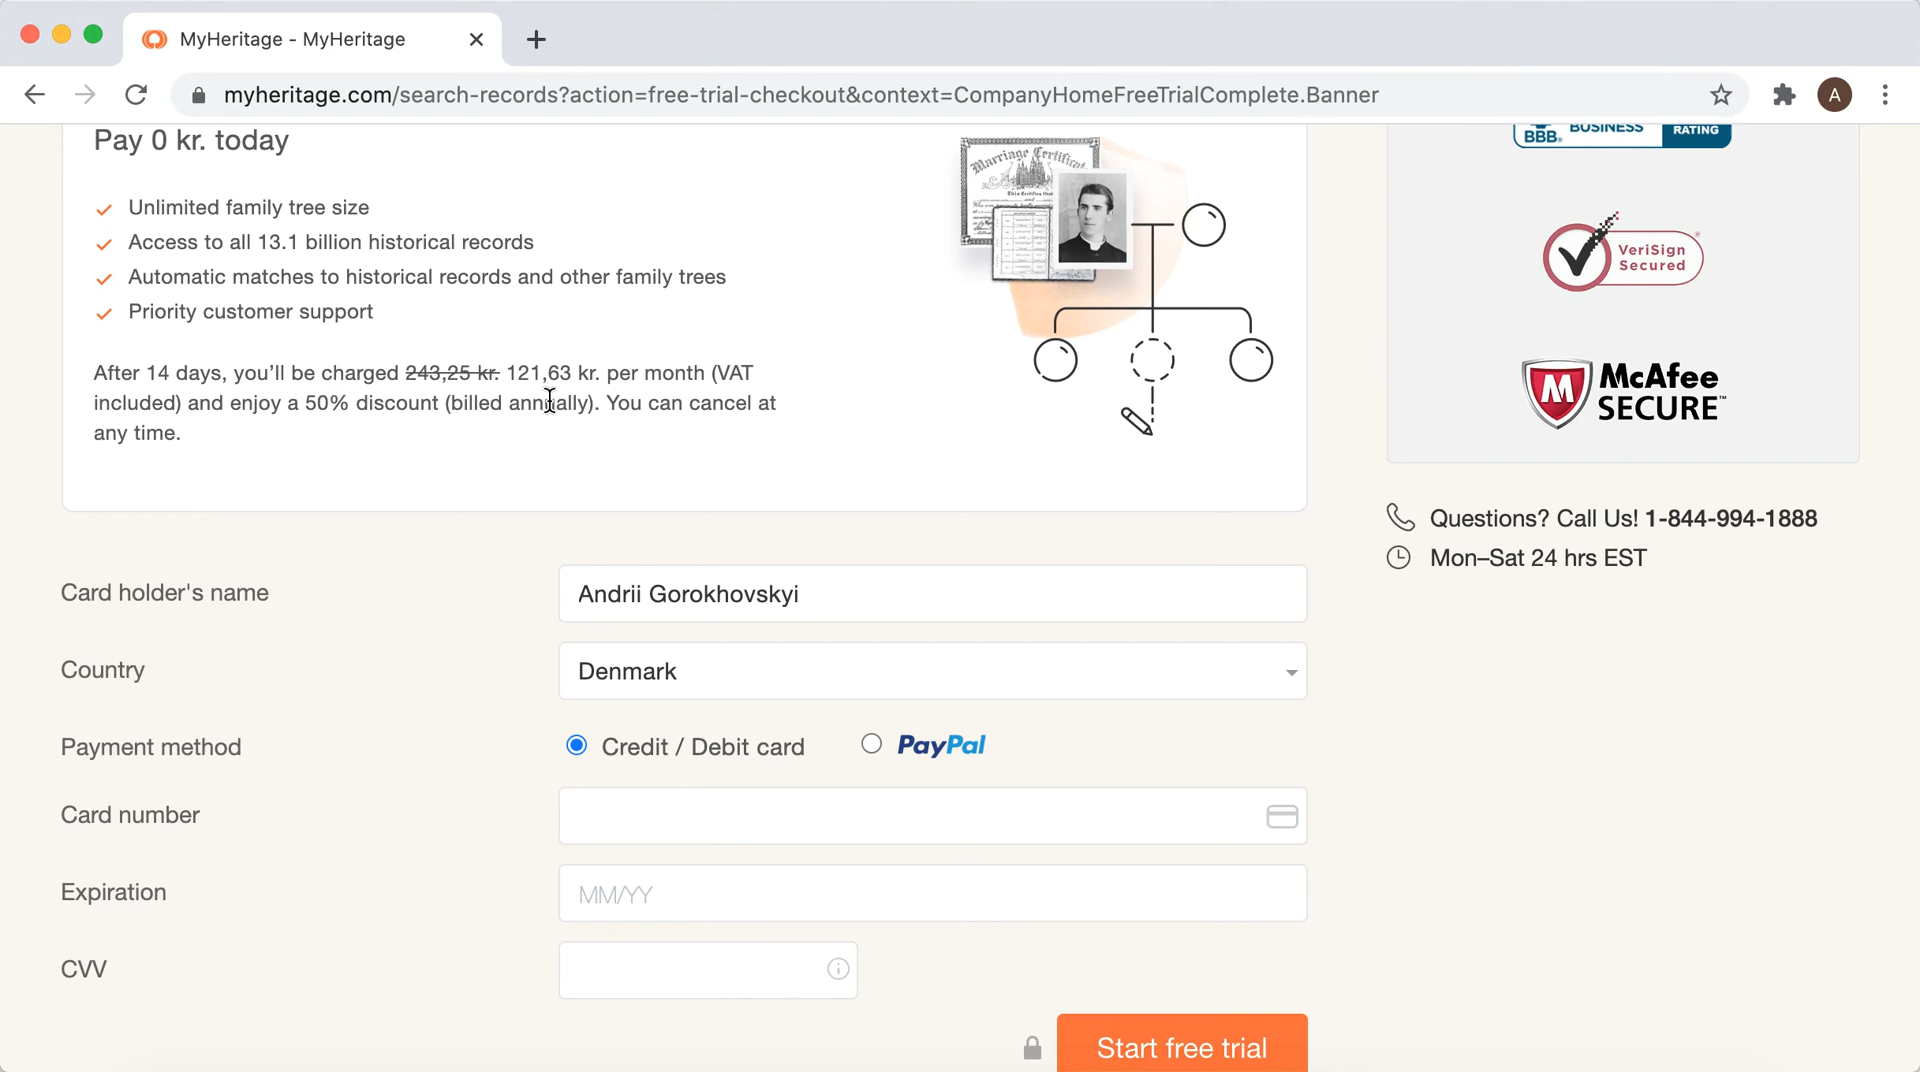 MyHeritage - MyHeritage
myheritage.com/search-records?action=free-trial-checkout&context=CompanyHomeFreeTrialComplete.Banner
A
Pay 0 kr. today
Unlimited family tree size
Access to all 13.1 billion historical records
Automatic matches to historical records and other family trees
Priority customer support
After 14 days, you'll be charged 243,25 kr. 121,63 kr. per month (VAT
included) and enjoy a 50% discount (billed annually). You can cancel at
any time.
Marriage Certificate
BBB. BUSINESS RATING
VeriSign
Secured
McAfee
SECURE™
Questions? Call Us! 1-844-994-1888
Mon–Sat 24 hrs EST
Card holder's name
Andrii Gorokhovskyi
Country
Denmark
Payment method
Credit / Debit card
PayPal
Card number
Expiration
MM/YY
CVV
Start free trial